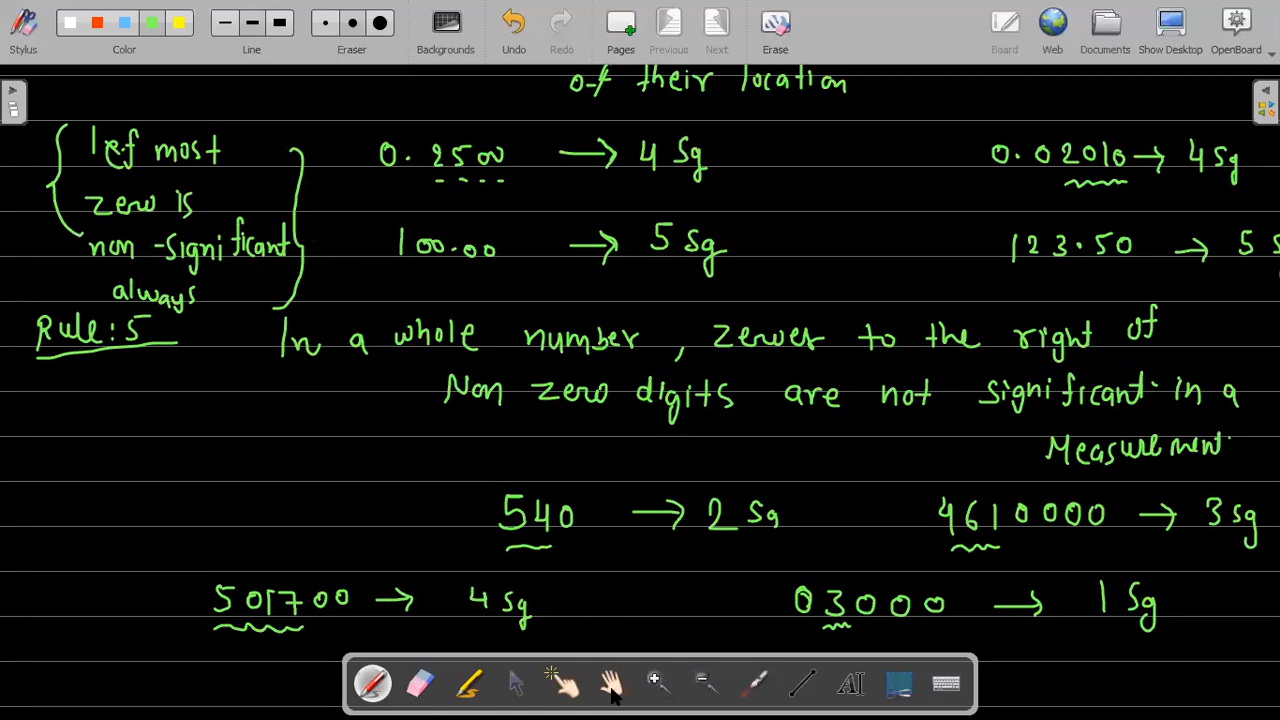 Stylus
Color
Line
Eraser
Backgrounds
Undo
Redo
Pages
Previous
Next
Erase
Board
Web
Documents
Show Desktop
OpenBoard
of their location
lef most
zero is
non-significant
always
0.2500 → 4 Sg
0.02010 → 4 Sg
100.00 → 5 Sg
123.50 → 5 S
Rule:5
In a whole number, zeroes to the right of
Non zero digits are not significant in a
Measurement
540 → 2 Sg
4610000 → 3 Sg
501700 → 4 Sg
03000 → 1 Sg
AI